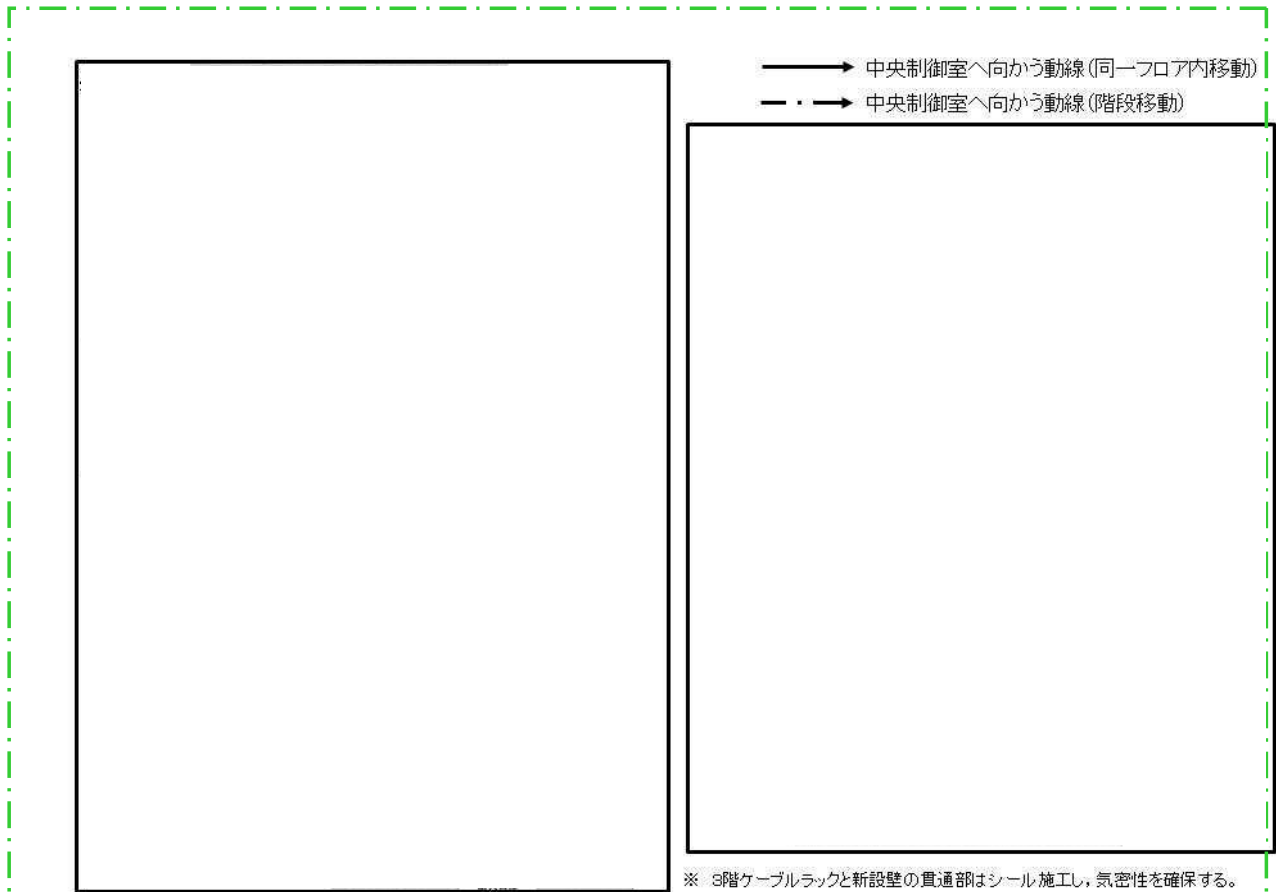 中央制御室へ向かう動線(同一フロア内移動)
中央制御室へ向かう動線(階段移動)
※ 3階ケーブルラックと新設壁の貫通部はシール施工し,気密性を確保する。